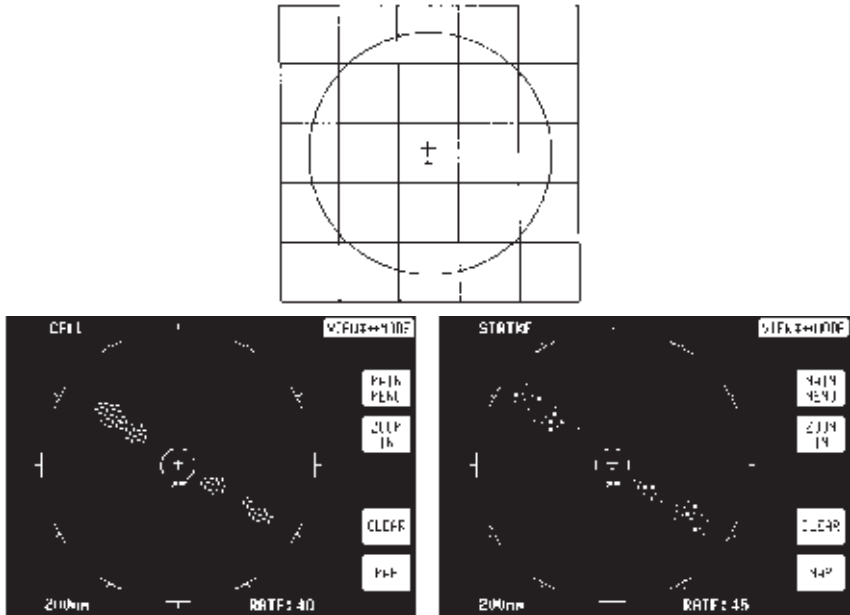 CELL
VIEW↔MODE
MAIN
MENU
ZOOM
IN
CLEAR
MAP
200nm
RATE: 40
STRIKE
VIEW↔MODE
MAIN
MENU
ZOOM
IN
CLEAR
MAP
200nm
RATE: 45